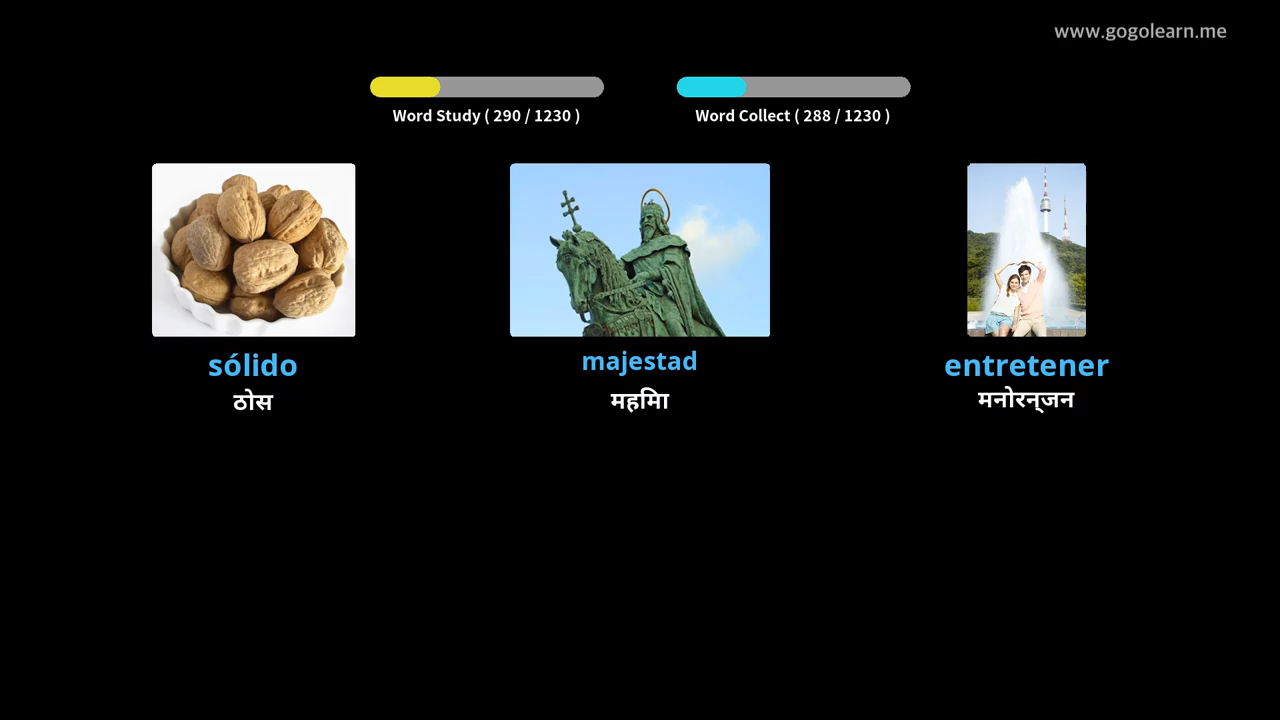 www.gogolearn.me
Word Study ( 290 / 1230 )
Word Collect ( 288 / 1230 )
sólido
majestad
entretener
ठोस
महिमा
मनोरन्जन